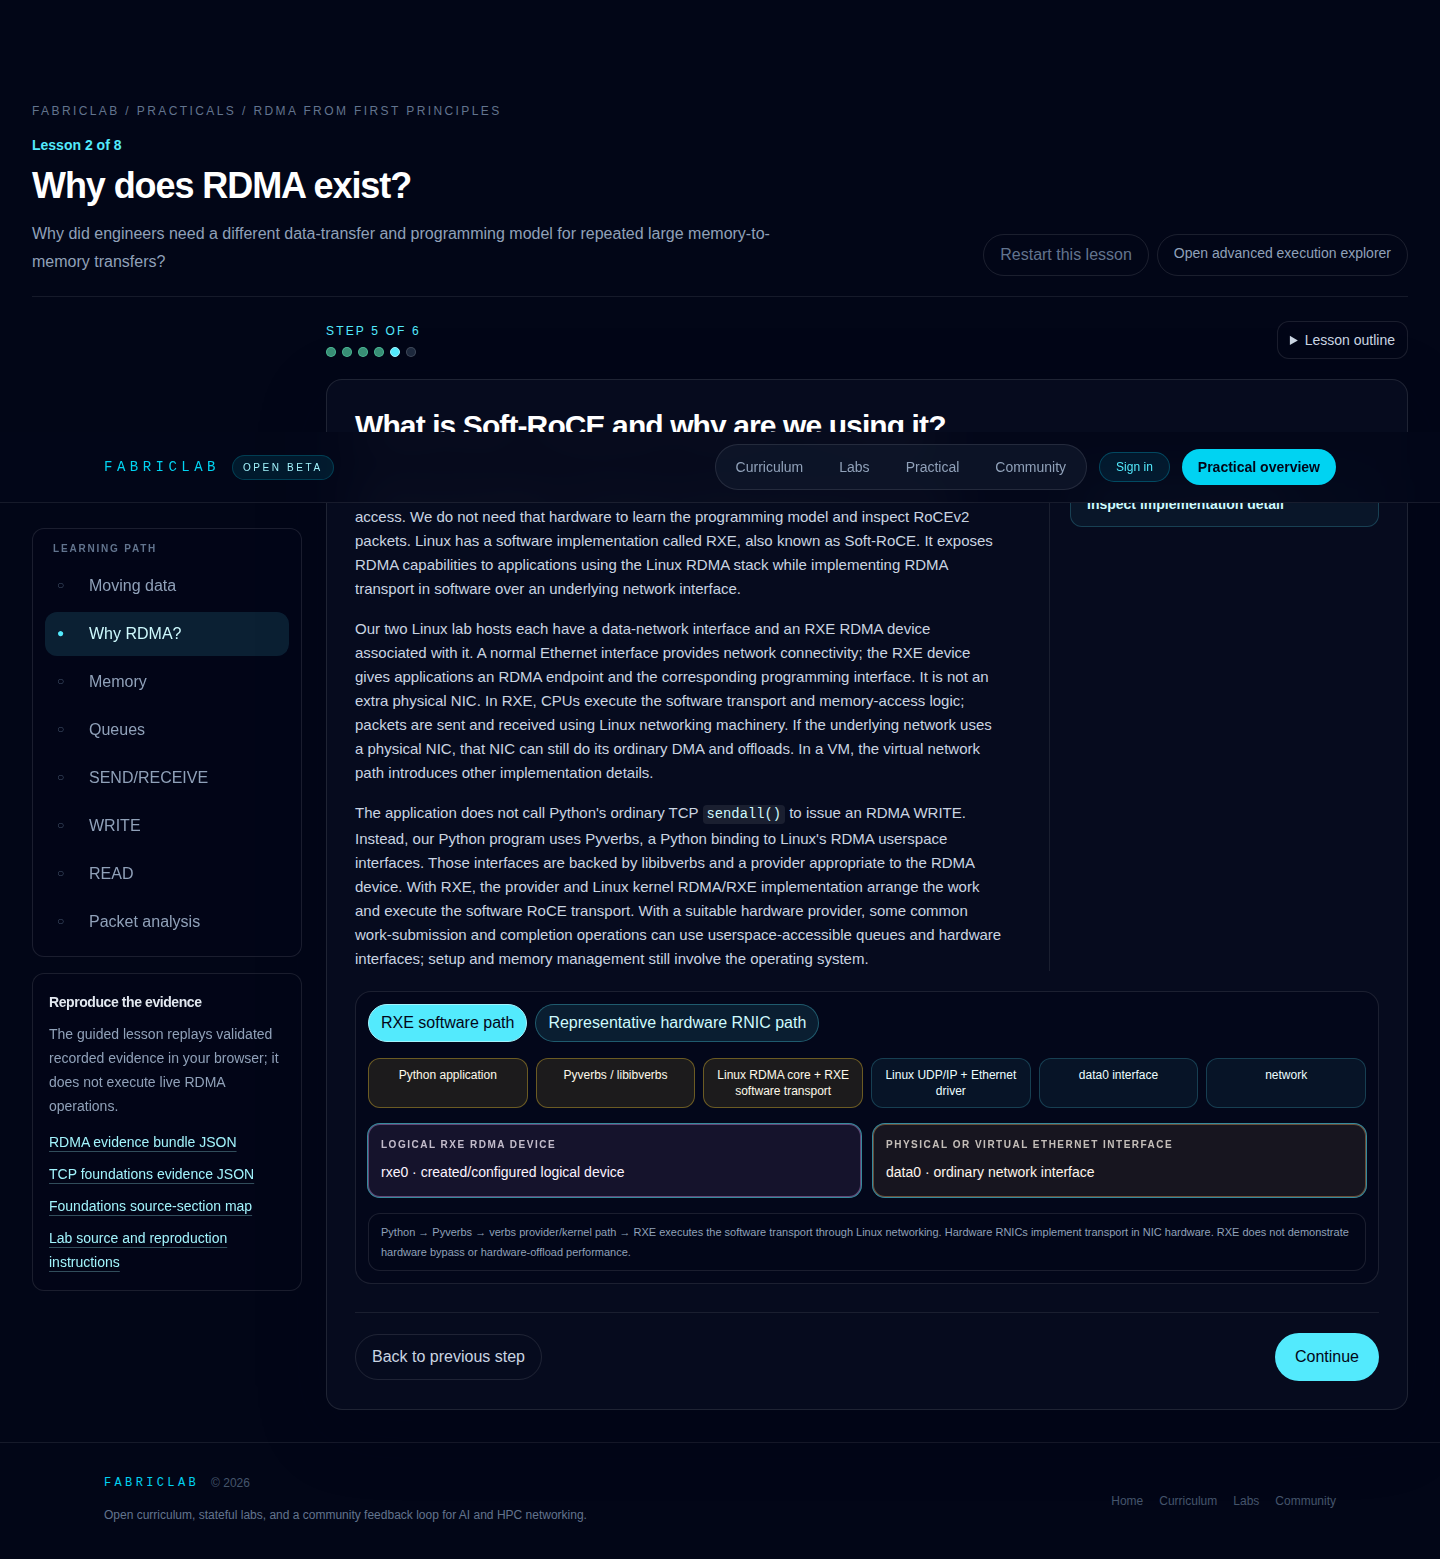 FABRICLAB / PRACTICALS / RDMA FROM FIRST PRINCIPLES
Lesson 2 of 8
Why does RDMA exist?
Why did engineers need a different data-transfer and programming model for repeated large memory-to-
memory transfers?
Restart this lesson
Open advanced execution explorer
STEP 5 OF 6
▶ Lesson outline
What is Soft-RoCE and why are we using it?
FABRICLAB
OPEN BETA
Curriculum
Labs
Practical
Community
Sign in
Practical overview
Inspect implementation detail
LEARNING PATH
Moving data
Why RDMA?
Memory
Queues
SEND/RECEIVE
WRITE
READ
Packet analysis
Reproduce the evidence
The guided lesson replays validated
recorded evidence in your browser; it
does not execute live RDMA
operations.
RDMA evidence bundle JSON
TCP foundations evidence JSON
Foundations source-section map
Lab source and reproduction
instructions
access. We do not need that hardware to learn the programming model and inspect RoCEv2
packets. Linux has a software implementation called RXE, also known as Soft-RoCE. It exposes
RDMA capabilities to applications using the Linux RDMA stack while implementing RDMA
transport in software over an underlying network interface.
Our two Linux lab hosts each have a data-network interface and an RXE RDMA device
associated with it. A normal Ethernet interface provides network connectivity; the RXE device
gives applications an RDMA endpoint and the corresponding programming interface. It is not an
extra physical NIC. In RXE, CPUs execute the software transport and memory-access logic;
packets are sent and received using Linux networking machinery. If the underlying network uses
a physical NIC, that NIC can still do its ordinary DMA and offloads. In a VM, the virtual network
path introduces other implementation details.
The application does not call Python's ordinary TCP sendall() to issue an RDMA WRITE.
Instead, our Python program uses Pyverbs, a Python binding to Linux's RDMA userspace
interfaces. Those interfaces are backed by libibverbs and a provider appropriate to the RDMA
device. With RXE, the provider and Linux kernel RDMA/RXE implementation arrange the work
and execute the software RoCE transport. With a suitable hardware provider, some common
work-submission and completion operations can use userspace-accessible queues and hardware
interfaces; setup and memory management still involve the operating system.
RXE software path
Representative hardware RNIC path
Python application
Pyverbs / libibverbs
Linux RDMA core + RXE
software transport
Linux UDP/IP + Ethernet
driver
data0 interface
network
LOGICAL RXE RDMA DEVICE
rxe0 · created/configured logical device
PHYSICAL OR VIRTUAL ETHERNET INTERFACE
data0 · ordinary network interface
Python → Pyverbs → verbs provider/kernel path → RXE executes the software transport through Linux networking. Hardware RNICs implement transport in NIC hardware. RXE does not demonstrate
hardware bypass or hardware-offload performance.
Back to previous step
Continue
FABRICLAB © 2026
Open curriculum, stateful labs, and a community feedback loop for AI and HPC networking.
Home
Curriculum
Labs
Community